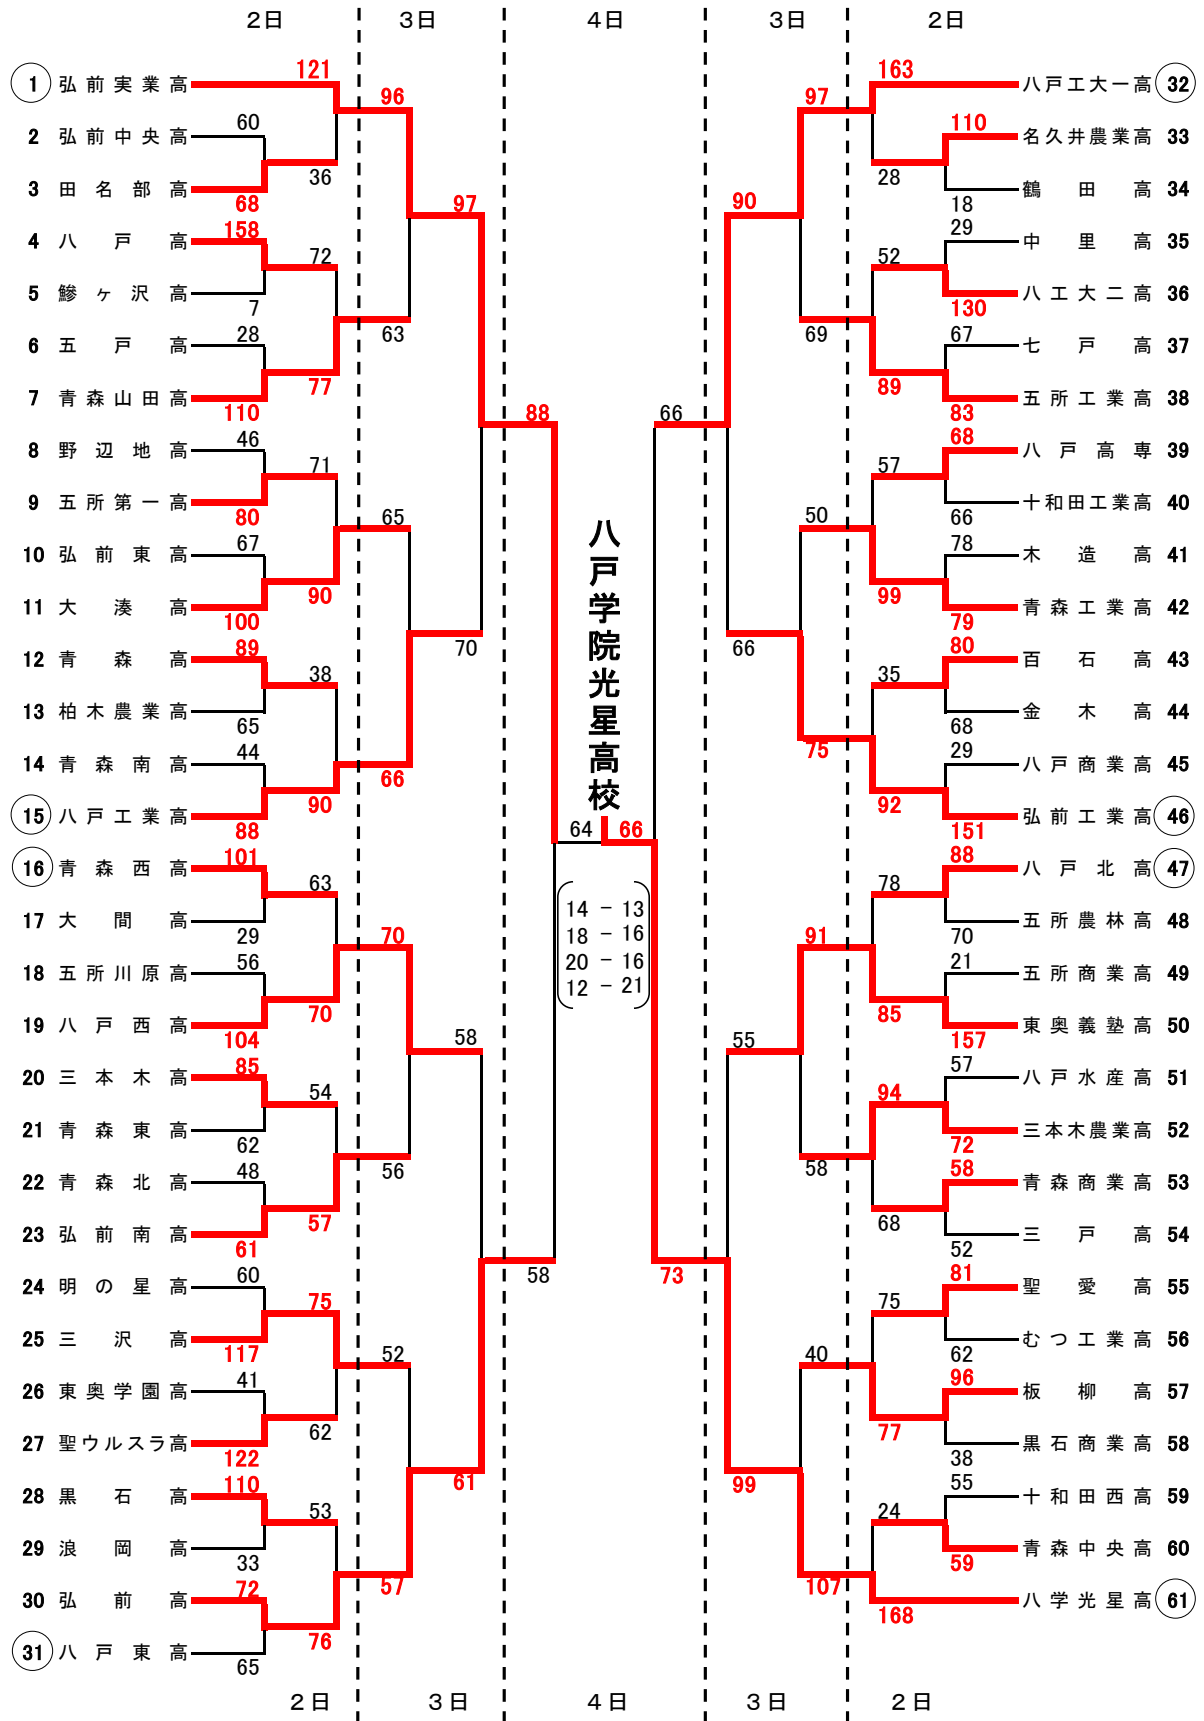 2日 3日 4日 3日 2日
1 弘前実業高 121
2 弘前中央高 60
3 田名部高 68
36
96
4 八戸高 158
5 鰺ヶ沢高 7
72
6 五戸高 28
7 青森山田高 110
77
63
97
8 野辺地高 46
9 五所第一高 80
71
10 弘前東高 67
11 大湊高 100
90
65
12 青森高 89
13 柏木農業高 65
38
14 青森南高 44
15 八戸工業高 88
90
66
70
88
16 青森西高 101
17 大間高 29
63
18 五所川原高 56
19 八戸西高 104
70
70
20 三本木高 85
21 青森東高 62
54
22 青森北高 48
23 弘前南高 61
57
56
58
24 明の星高 60
25 三沢高 117
75
26 東奥学園高 41
27 聖ウルスラ高 122
62
52
28 黒石高 110
29 浪岡高 33
53
30 弘前高 72
31 八戸東高 65
76
57
61
58
八戸学院光星高校
64 66
14 － 13
18 － 16
20 － 16
12 － 21
163 八戸工大一高 32
110 名久井農業高 33
18 鶴田高 34
28
97
29 中里高 35
130 八工大二高 36
52
67 七戸高 37
83 五所工業高 38
89
69
90
68 八戸高専 39
66 十和田工業高 40
57
78 木造高 41
79 青森工業高 42
99
50
80 百石高 43
68 金木高 44
35
29 八戸商業高 45
151 弘前工業高 46
92
75
66
66
88 八戸北高 47
70 五所農林高 48
78
21 五所商業高 49
157 東奥義塾高 50
85
91
57 八戸水産高 51
72 三本木農業高 52
94
58 青森商業高 53
52 三戸高 54
68
58
55
81 聖愛高 55
62 むつ工業高 56
75
96 板柳高 57
38 黒石商業高 58
77
40
55 十和田西高 59
59 青森中央高 60
24
168 八学光星高 61
107
99
73
2日 3日 4日 3日 2日